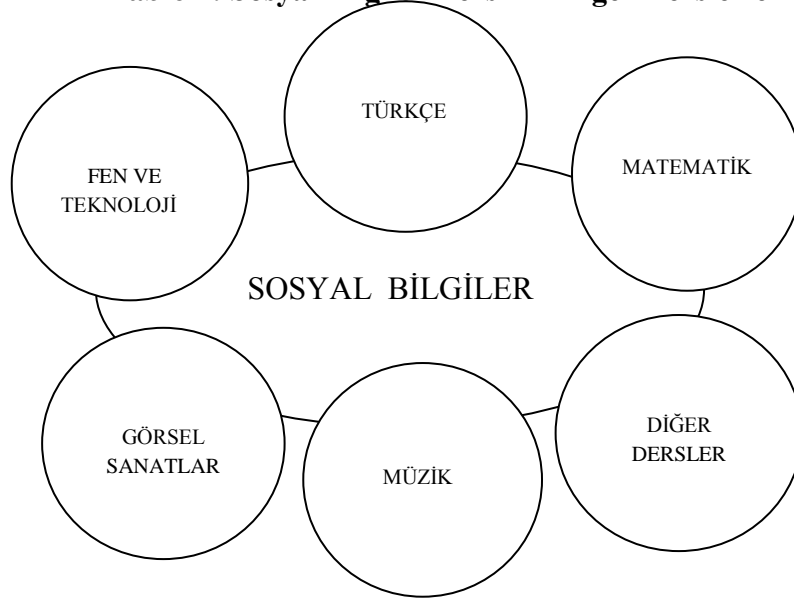 TÜRKÇE
FEN VE
TEKNOLOJİ
MATEMATİK
SOSYAL BİLGİLER
GÖRSEL
SANATLAR
MÜZİK
DİĞER
DERSLER